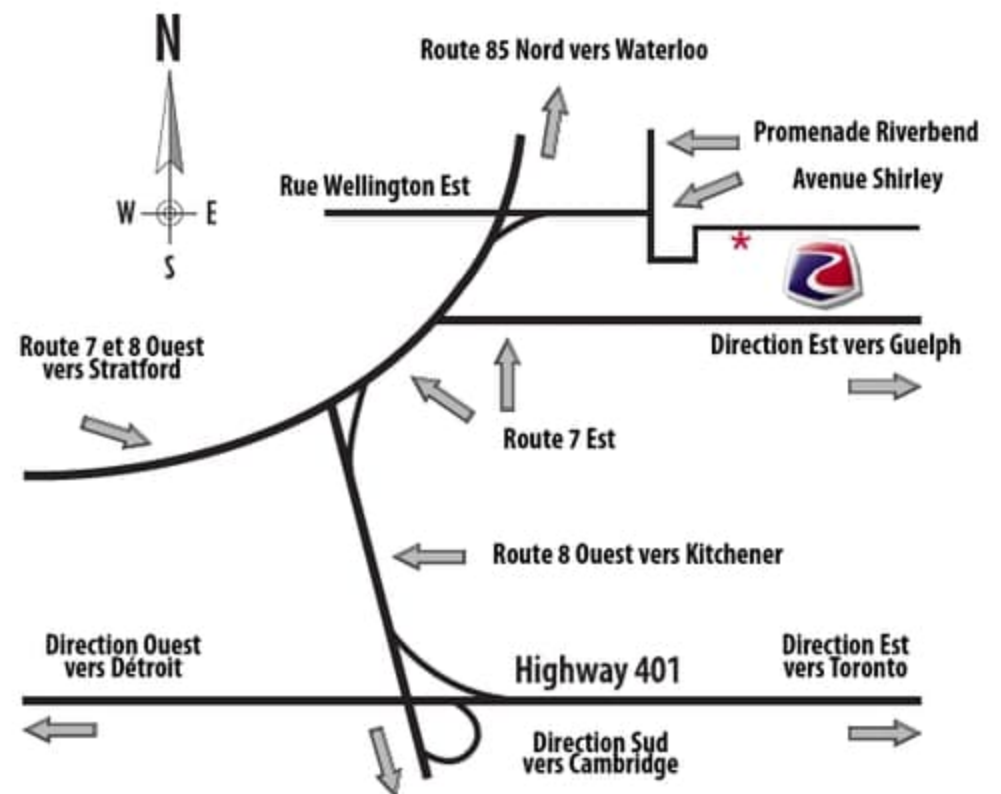 N
W E
S
Route 85 Nord vers Waterloo
Promenade Riverbend
Avenue Shirley
Rue Wellington Est
*
Route 7 et 8 Ouest
vers Stratford
Direction Est vers Guelph
Route 7 Est
Route 8 Ouest vers Kitchener
Direction Ouest
vers Détroit
Highway 401
Direction Est
vers Toronto
Direction Sud
vers Cambridge